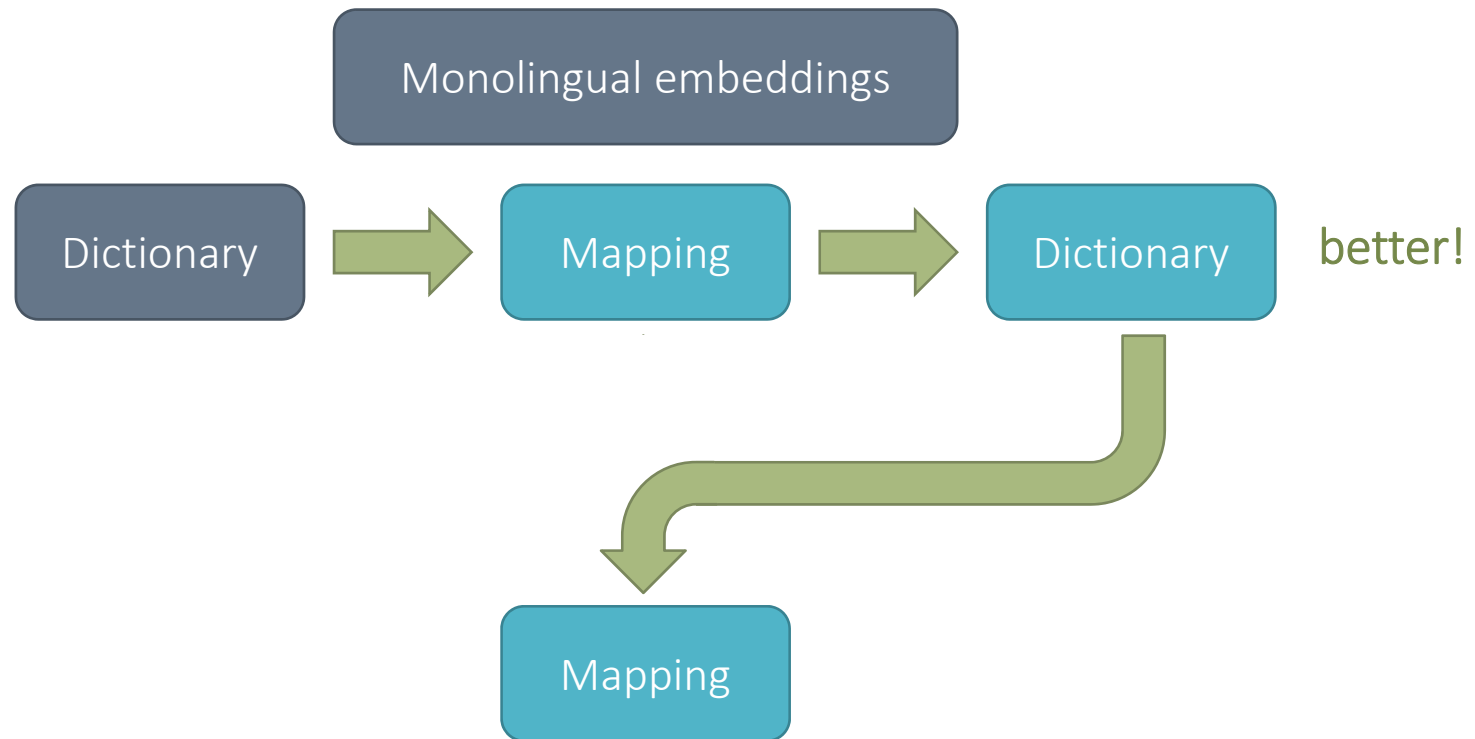 Monolingual embeddings
Dictionary
Mapping
Dictionary
better!
Mapping